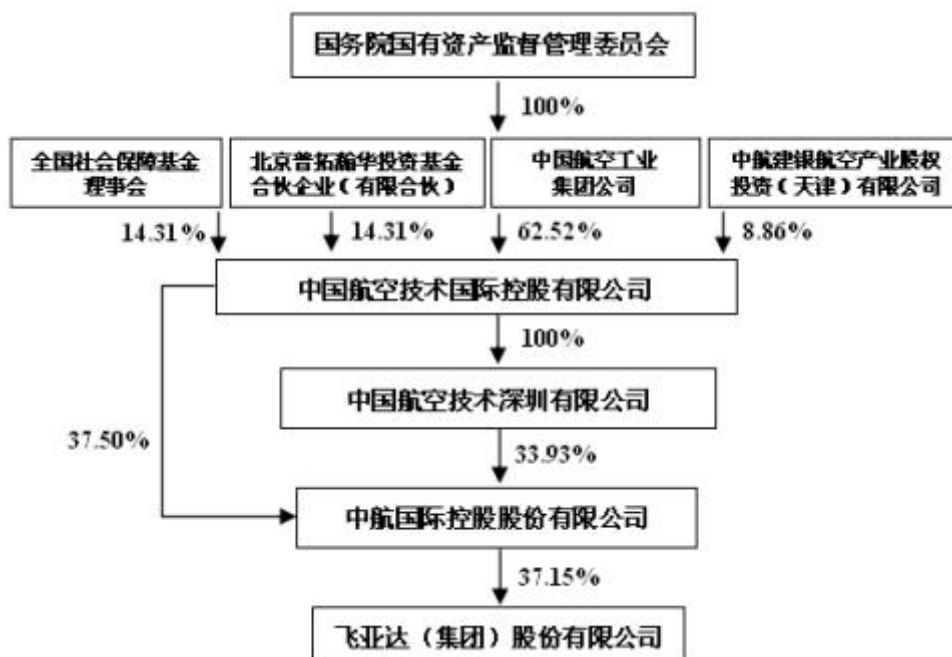 国务院国有资产监督管理委员会
100%
全国社会保障基金
理事会
北京普拓瀚华投资基金
合伙企业（有限合伙）
中国航空工业
集团公司
中航建银航空产业股权
投资（天津）有限公司
14.31%
14.31%
62.52%
8.86%
中国航空技术国际控股有限公司
100%
中国航空技术深圳有限公司
37.50%
33.93%
中航国际控股股份有限公司
37.15%
飞亚达（集团）股份有限公司